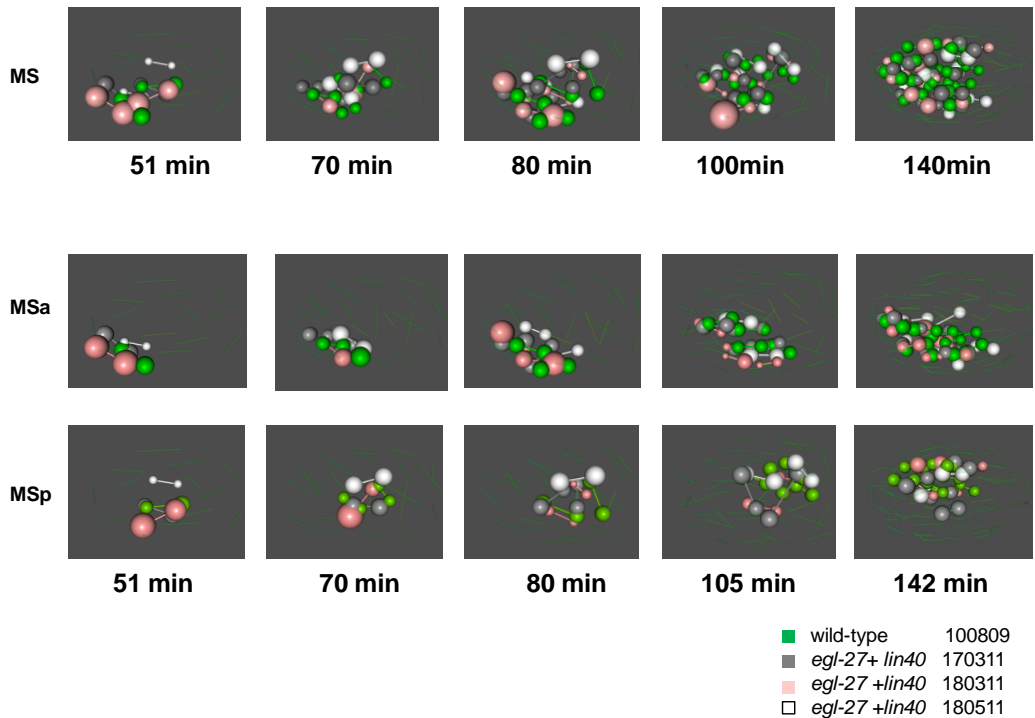 MS
51 min 70 min 80 min 100min 140min
MSa
MSp
51 min 70 min 80 min 105 min 142 min
wild-type 100809
egl-27+ lin40 170311
egl-27 +lin40 180311
egl-27 +lin40 180511